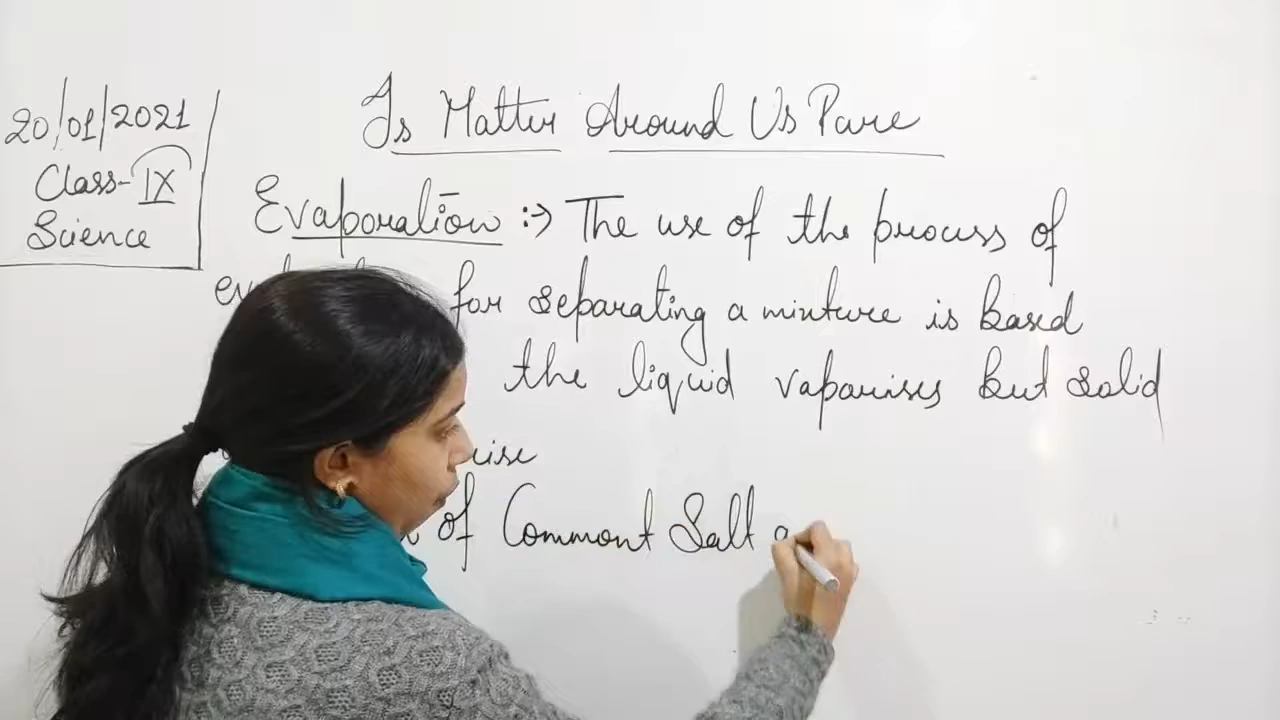 20/01/2021
Class-IX
Science
Is Matter Around Us Pure
Evaporation :→ The use of the process of
for separating a mixture is based
the liquid vaporises but solid
of Commont Salt a